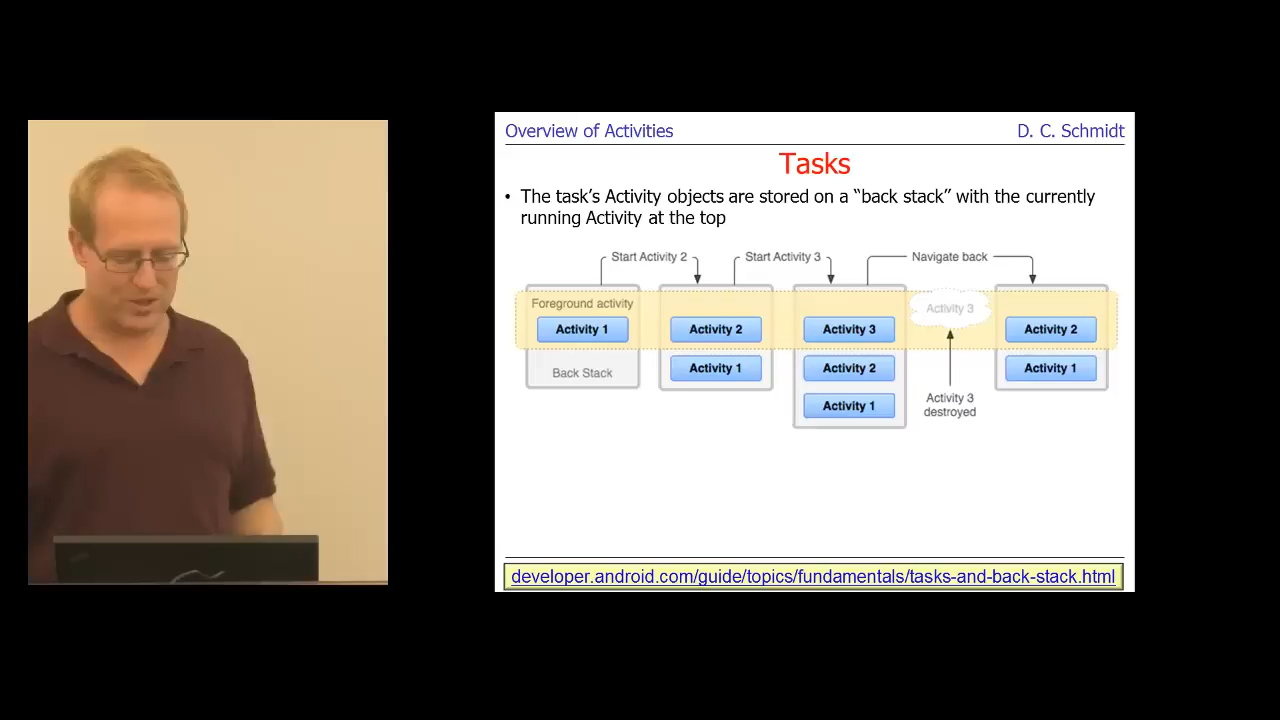 Overview of Activities
D. C. Schmidt
Tasks
• The task's Activity objects are stored on a “back stack” with the currently
running Activity at the top
Start Activity 2
Start Activity 3
Navigate back
Foreground activity
Activity 1
Back Stack
Activity 2
Activity 1
Activity 3
Activity 2
Activity 1
Activity 3
Activity 3
destroyed
Activity 2
Activity 1
developer.android.com/guide/topics/fundamentals/tasks-and-back-stack.html